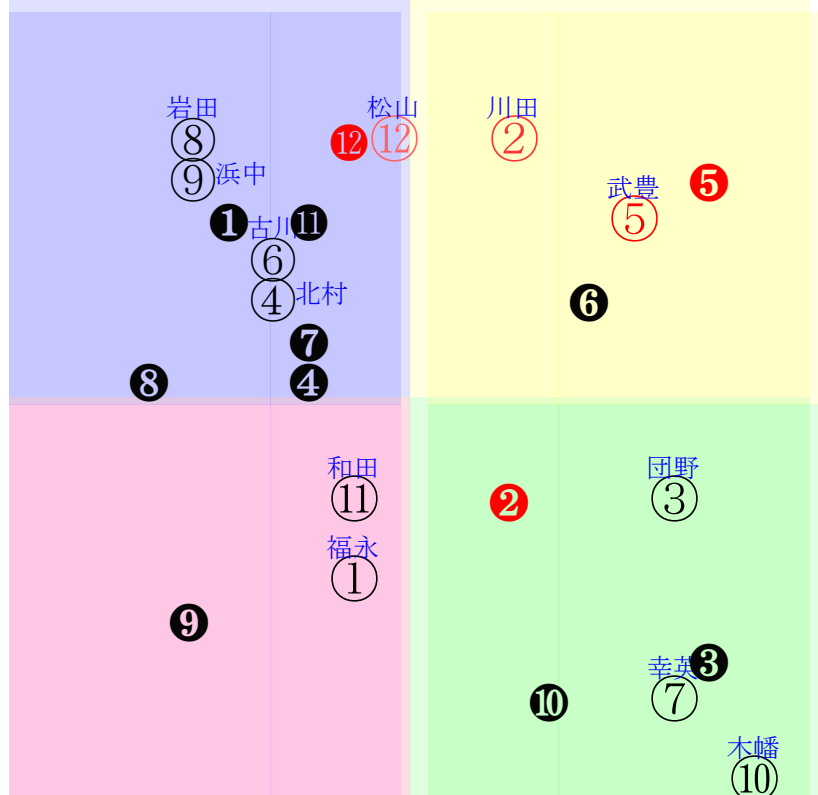 岩田 松山 川田
⑧ ⓬ ⑫ ②
⑨ 浜中 武豊 ❺
❶ 古川 ⓫ ⑤
⑥
④ 北村 ❻
❼
❽ ❹
和田 団野
⑪ ❷ ③
福永
①
❾
幸英 ❸
❿ ⑦
木幡
⑩